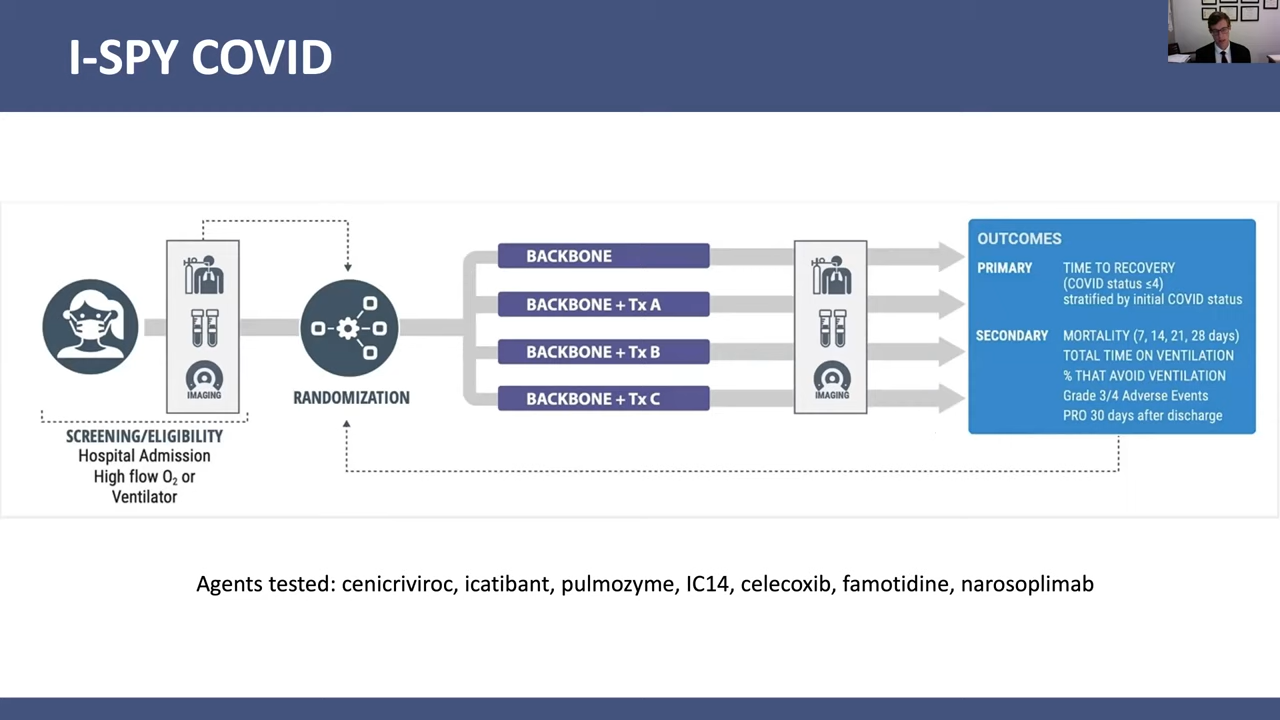 I-SPY COVID
IMAGING
SCREENING/ELIGIBILITY
Hospital Admission
High flow O₂ or
Ventilator
RANDOMIZATION
BACKBONE
BACKBONE + Tx A
BACKBONE + Tx B
BACKBONE + Tx C
IMAGING
OUTCOMES
PRIMARY TIME TO RECOVERY
(COVID status ≤4)
stratified by initial COVID status
SECONDARY MORTALITY (7, 14, 21, 28 days)
TOTAL TIME ON VENTILATION
% THAT AVOID VENTILATION
Grade 3/4 Adverse Events
PRO 30 days after discharge
Agents tested: cenicriviroc, icatibant, pulmozyme, IC14, celecoxib, famotidine, narosoplimab